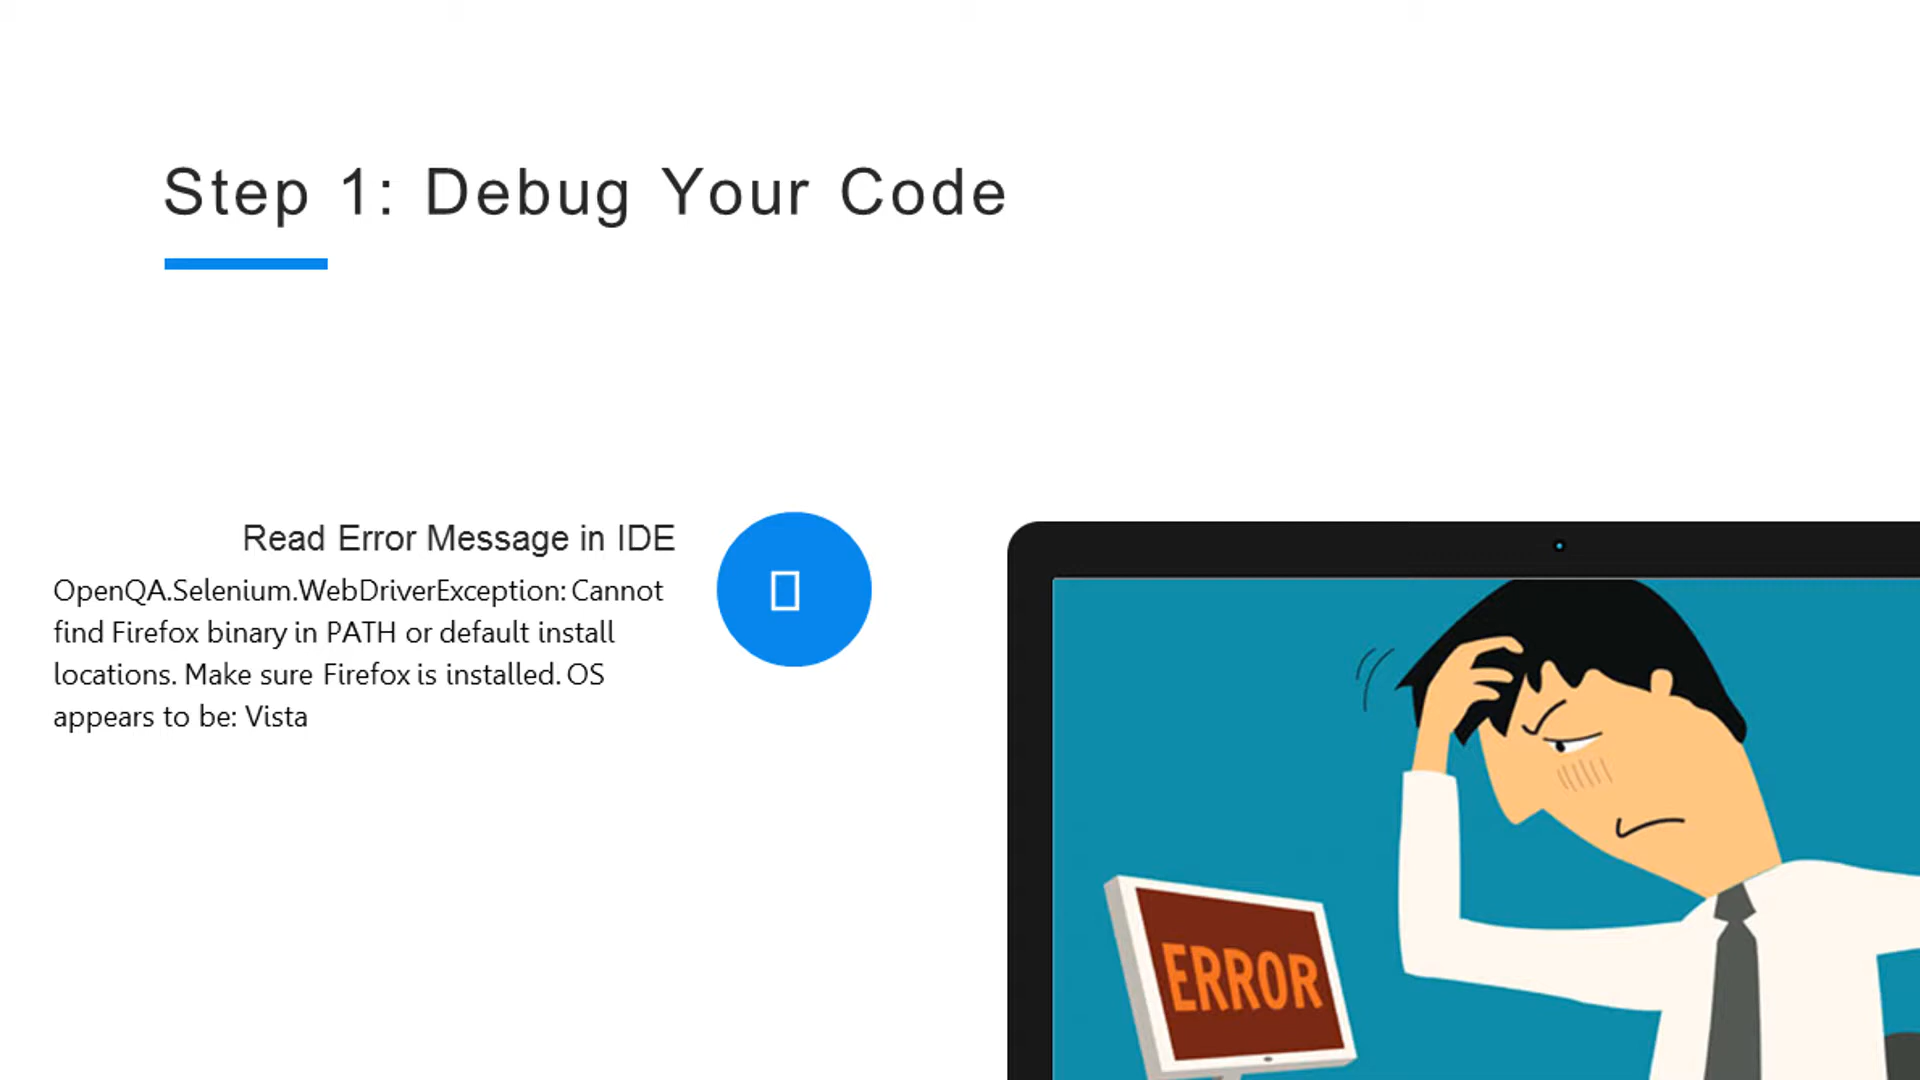 Step 1: Debug Your Code
Read Error Message in IDE
OpenQA.Selenium.WebDriverException: Cannot
find Firefox binary in PATH or default install
locations. Make sure Firefox is installed. OS
appears to be: Vista
ERROR